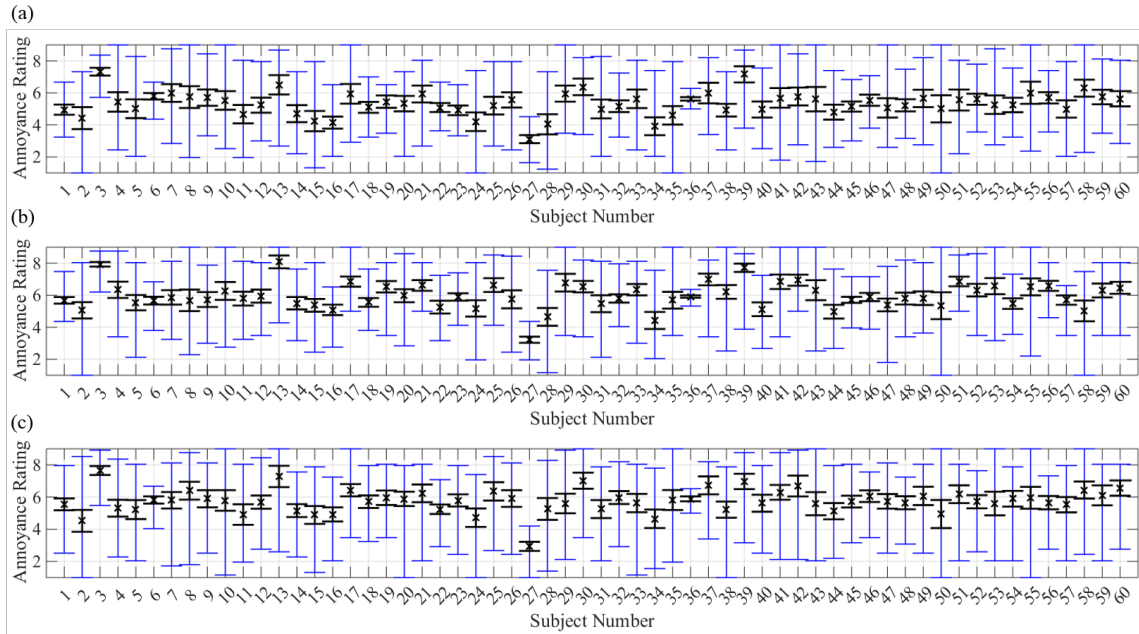 (a)
Annoyance Rating
8
6
4
2
1 2 3 4 5 6 7 8 9 10 11 12 13 14 15 16 17 18 19 20 21 22 23 24 25 26 27 28 29 30 31 32 33 34 35 36 37 38 39 40 41 42 43 44 45 46 47 48 49 50 51 52 53 54 55 56 57 58 59 60
Subject Number
(b)
Annoyance Rating
8
6
4
2
1 2 3 4 5 6 7 8 9 10 11 12 13 14 15 16 17 18 19 20 21 22 23 24 25 26 27 28 29 30 31 32 33 34 35 36 37 38 39 40 41 42 43 44 45 46 47 48 49 50 51 52 53 54 55 56 57 58 59 60
Subject Number
(c)
Annoyance Rating
8
6
4
2
1 2 3 4 5 6 7 8 9 10 11 12 13 14 15 16 17 18 19 20 21 22 23 24 25 26 27 28 29 30 31 32 33 34 35 36 37 38 39 40 41 42 43 44 45 46 47 48 49 50 51 52 53 54 55 56 57 58 59 60
Subject Number